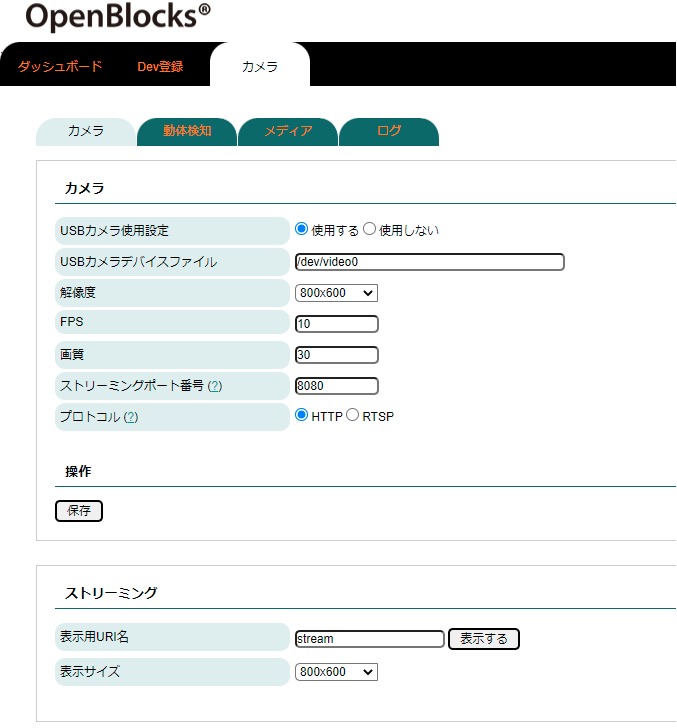 OpenBlocks®
ダッシュボード Dev登録 カメラ
カメラ 動体検知 メディア ログ
カメラ
USBカメラ使用設定 使用する 使用しない
USBカメラデバイスファイル /dev/video0
解像度 800x600
FPS 10
画質 30
ストリーミングポート番号 (?) 8080
プロトコル (?) HTTP RTSP
操作
保存
ストリーミング
表示用URI名 stream 表示する
表示サイズ 800x600